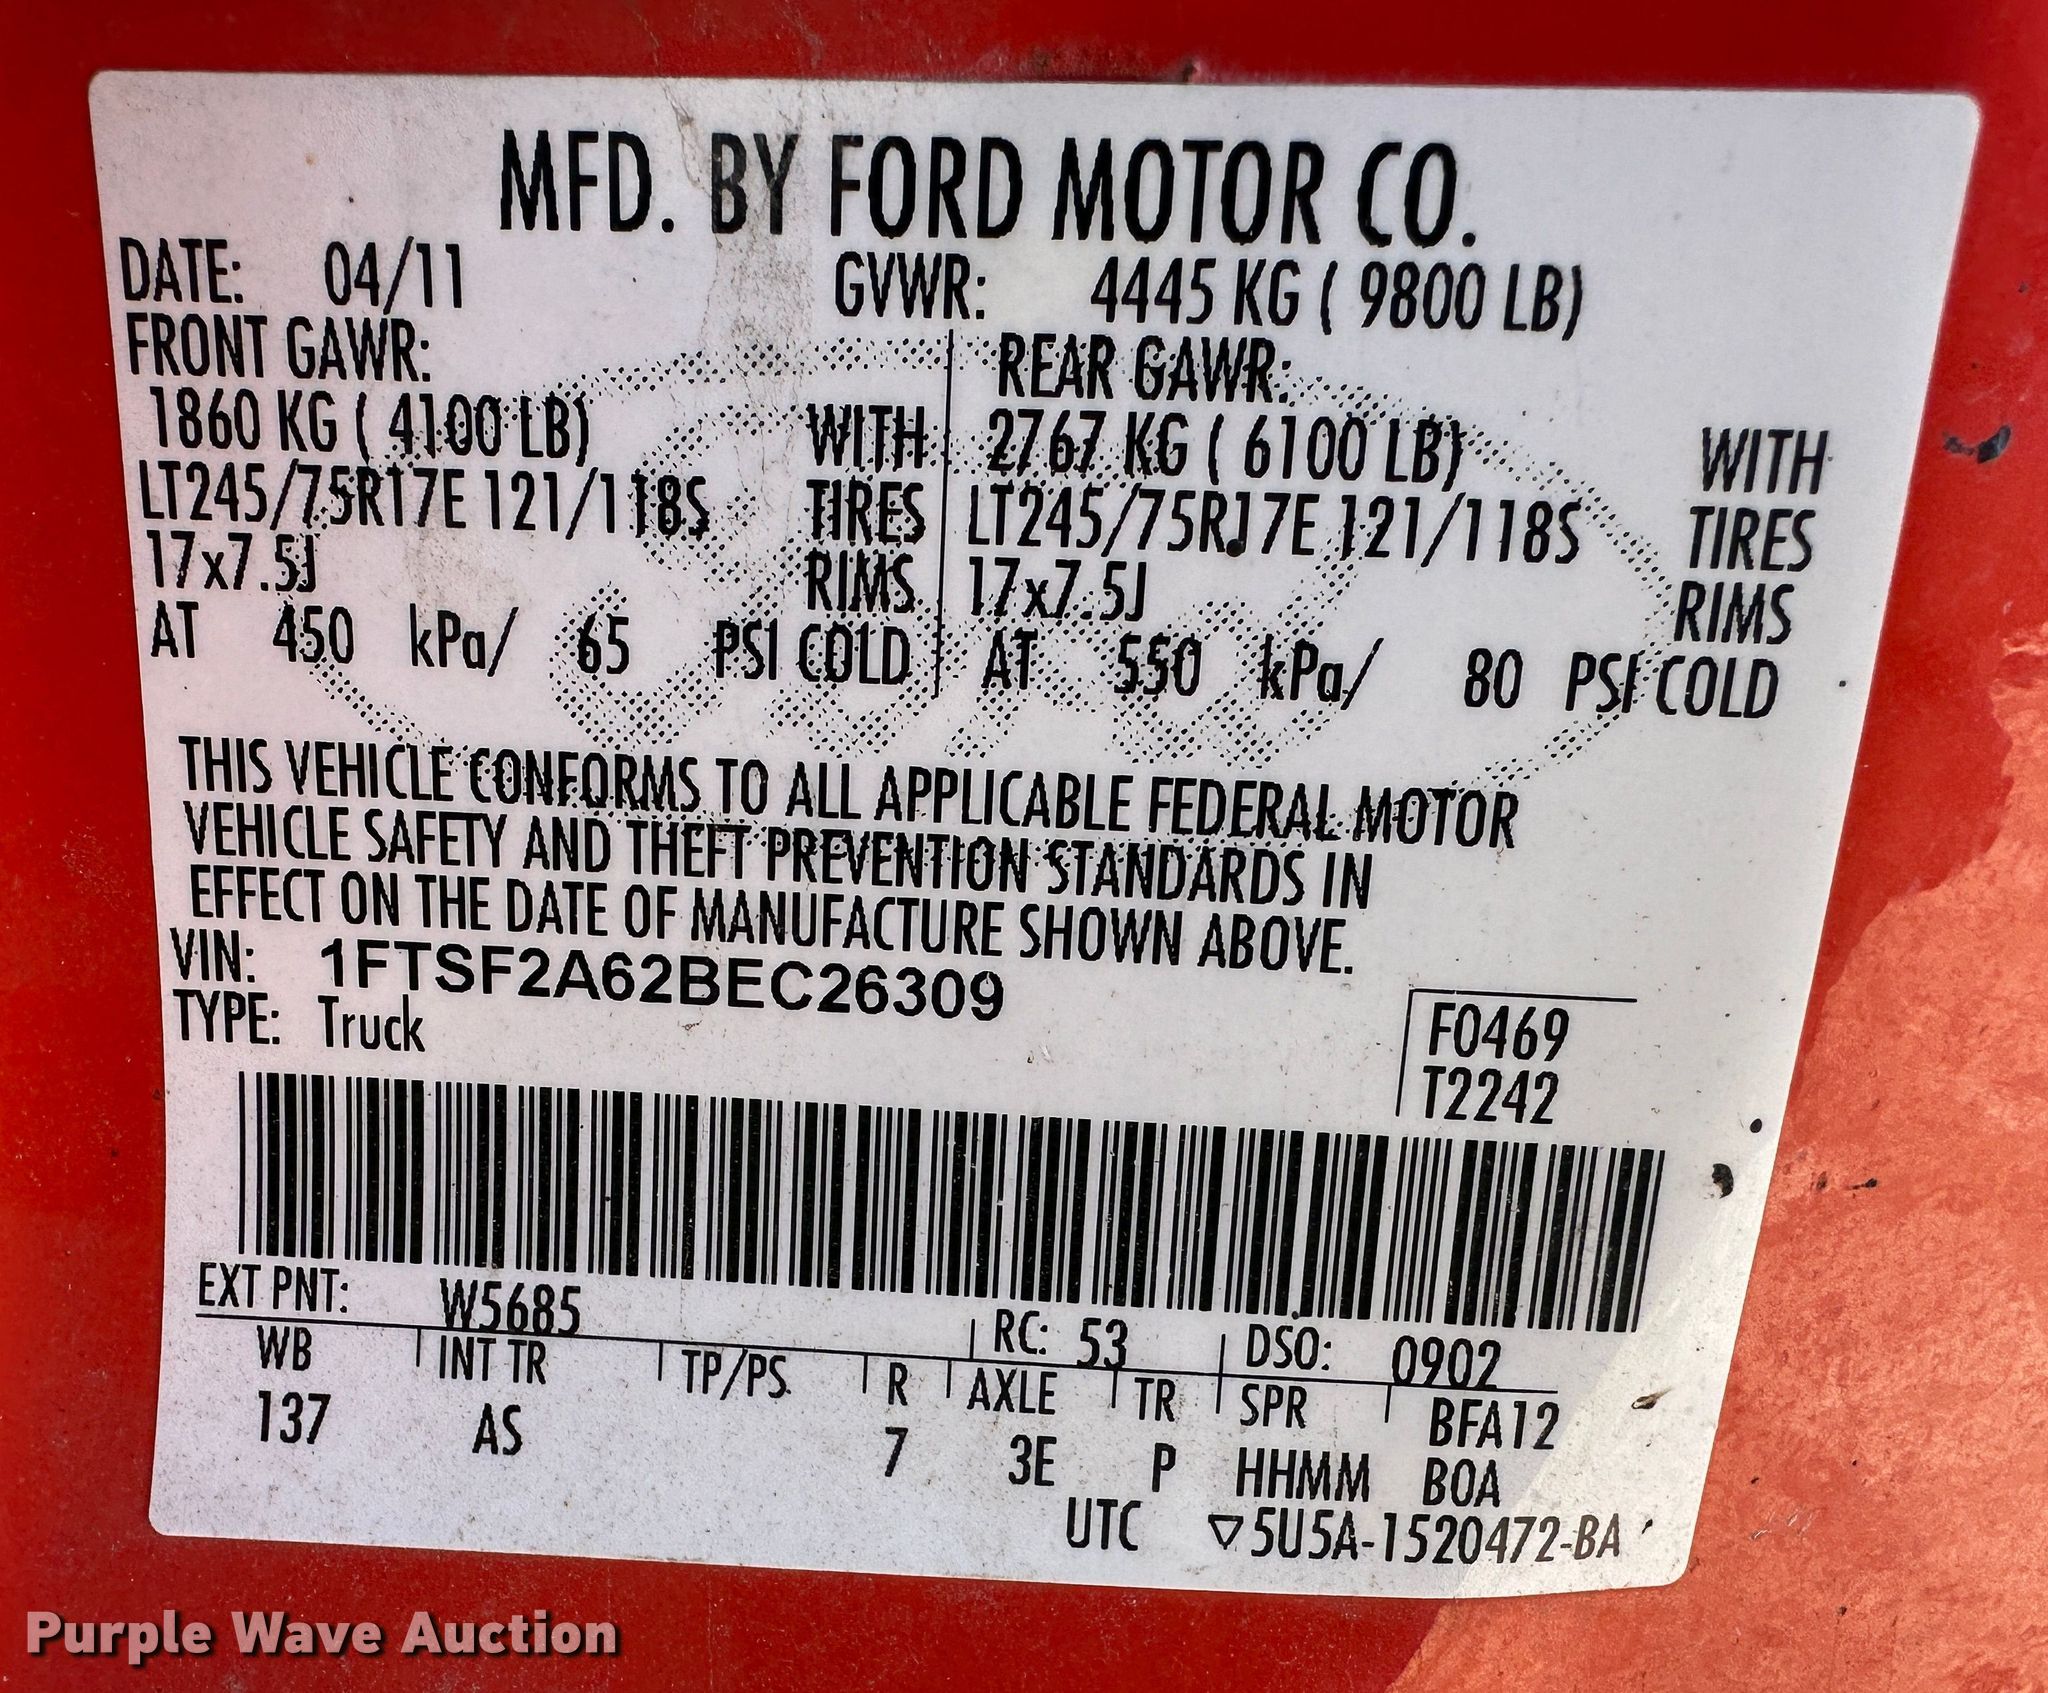 MFD. BY FORD MOTOR CO.
DATE: 04/11 GVWR: 4445 KG ( 9800 LB)
FRONT GAWR: REAR GAWR:
1860 KG ( 4100 LB) WITH 2767 KG ( 6100 LB) WITH
LT245/75R17E 121/118S TIRES LT245/75R17E 121/118S TIRES
17x7.5J RIMS 17x7.5J RIMS
AT 450 kPa/ 65 PSI COLD AT 550 kPa/ 80 PSI COLD
THIS VEHICLE CONFORMS TO ALL APPLICABLE FEDERAL MOTOR
VEHICLE SAFETY AND THEFT PREVENTION STANDARDS IN
EFFECT ON THE DATE OF MANUFACTURE SHOWN ABOVE.
VIN: 1FTSF2A62BEC26309
TYPE: Truck
F0469
T2242
EXT PNT: W5685 RC: 53 DSO: 0902
WB INT TR TP/PS R AXLE TR SPR BFA12
137 AS 7 3E P HHMM BOA
UTC ▽5U5A-1520472-BA
Purple Wave Auction